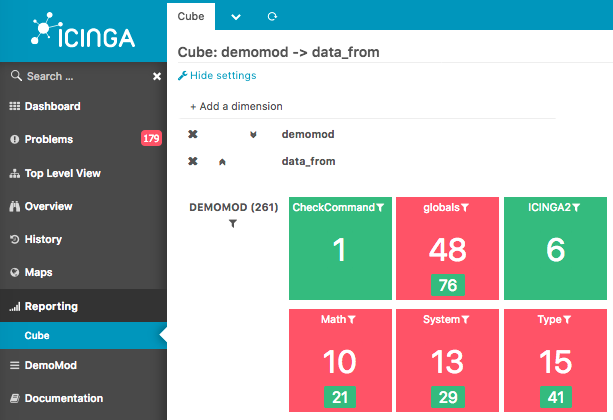 ICINGA
Search ...
Dashboard
Problems 179
Top Level View
Overview
History
Maps
Reporting
Cube
DemoMod
Documentation
Cube
Cube: demomod -> data_from
Hide settings
+ Add a dimension
demomod
data_from
DEMOMOD (261)
CheckCommand globals ICINGA2
1 48 6
76
Math System Type
10 13 15
21 29 41